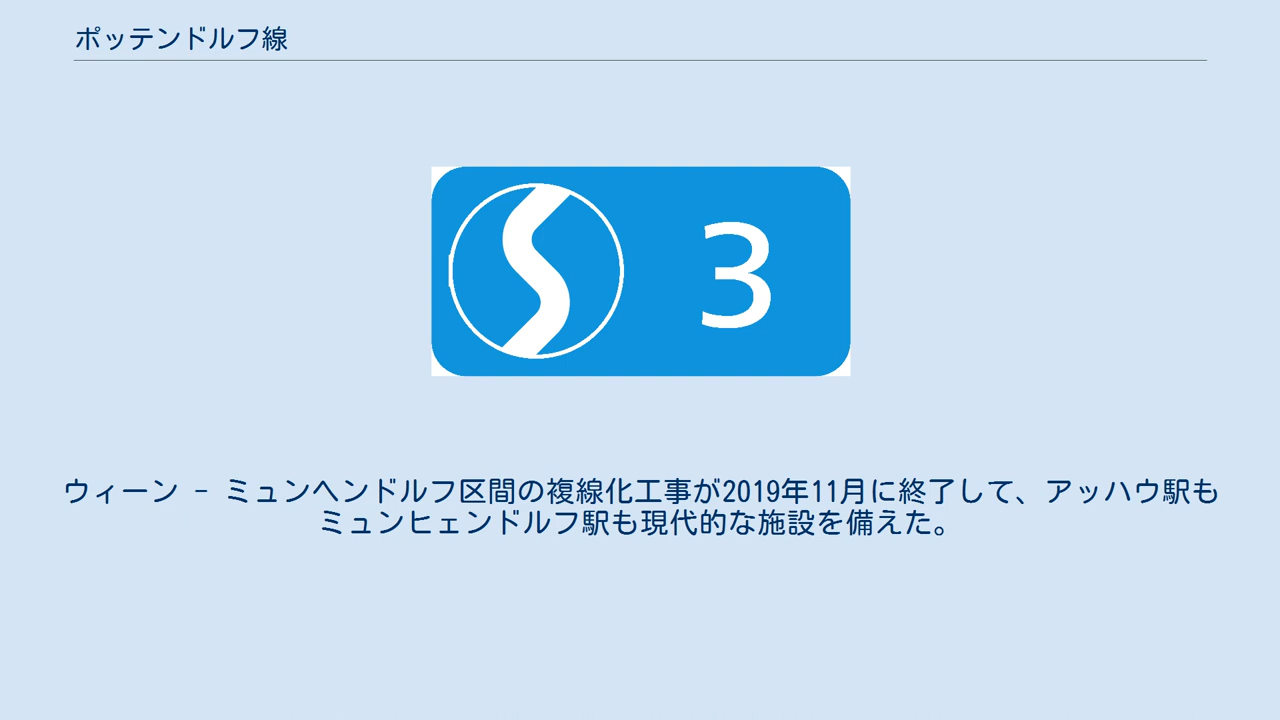 ポッテンドルフ線
S 3
ウィーン - ミュンヘンドルフ区間の複線化工事が2019年11月に終了して、アッハウ駅も
ミュンヒェンドルフ駅も現代的な施設を備えた。